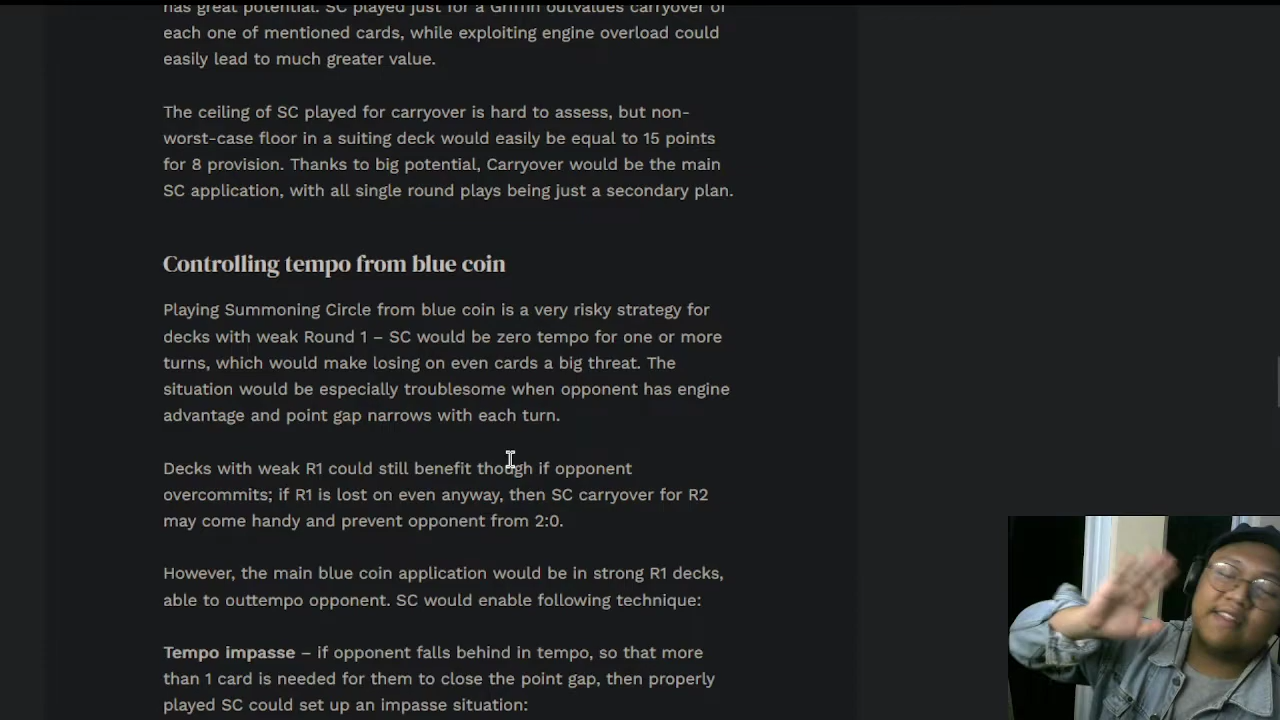 has great potential. SC played just for a Griffin outvalues carryover of
each one of mentioned cards, while exploiting engine overload could
easily lead to much greater value.
The ceiling of SC played for carryover is hard to assess, but non-
worst-case floor in a suiting deck would easily be equal to 15 points
for 8 provision. Thanks to big potential, Carryover would be the main
SC application, with all single round plays being just a secondary plan.
Controlling tempo from blue coin
Playing Summoning Circle from blue coin is a very risky strategy for
decks with weak Round 1 – SC would be zero tempo for one or more
turns, which would make losing on even cards a big threat. The
situation would be especially troublesome when opponent has engine
advantage and point gap narrows with each turn.
Decks with weak R1 could still benefit though if opponent
overcommits; if R1 is lost on even anyway, then SC carryover for R2
may come handy and prevent opponent from 2:0.
However, the main blue coin application would be in strong R1 decks,
able to outtempo opponent. SC would enable following technique:
Tempo impasse – if opponent falls behind in tempo, so that more
than 1 card is needed for them to close the point gap, then properly
played SC could set up an impasse situation: